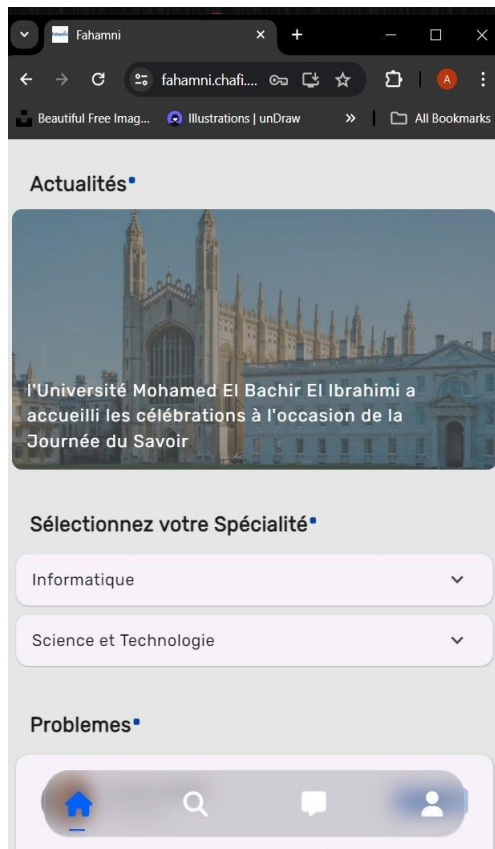 Fahamni
fahamni.chafi....
A
Beautiful Free Imag...
Illustrations | unDraw
»
All Bookmarks
Actualités
l'Université Mohamed El Bachir El Ibrahimi a
accueilli les célébrations à l'occasion de la
Journée du Savoir
Sélectionnez votre Spécialité
Informatique
Science et Technologie
Problemes